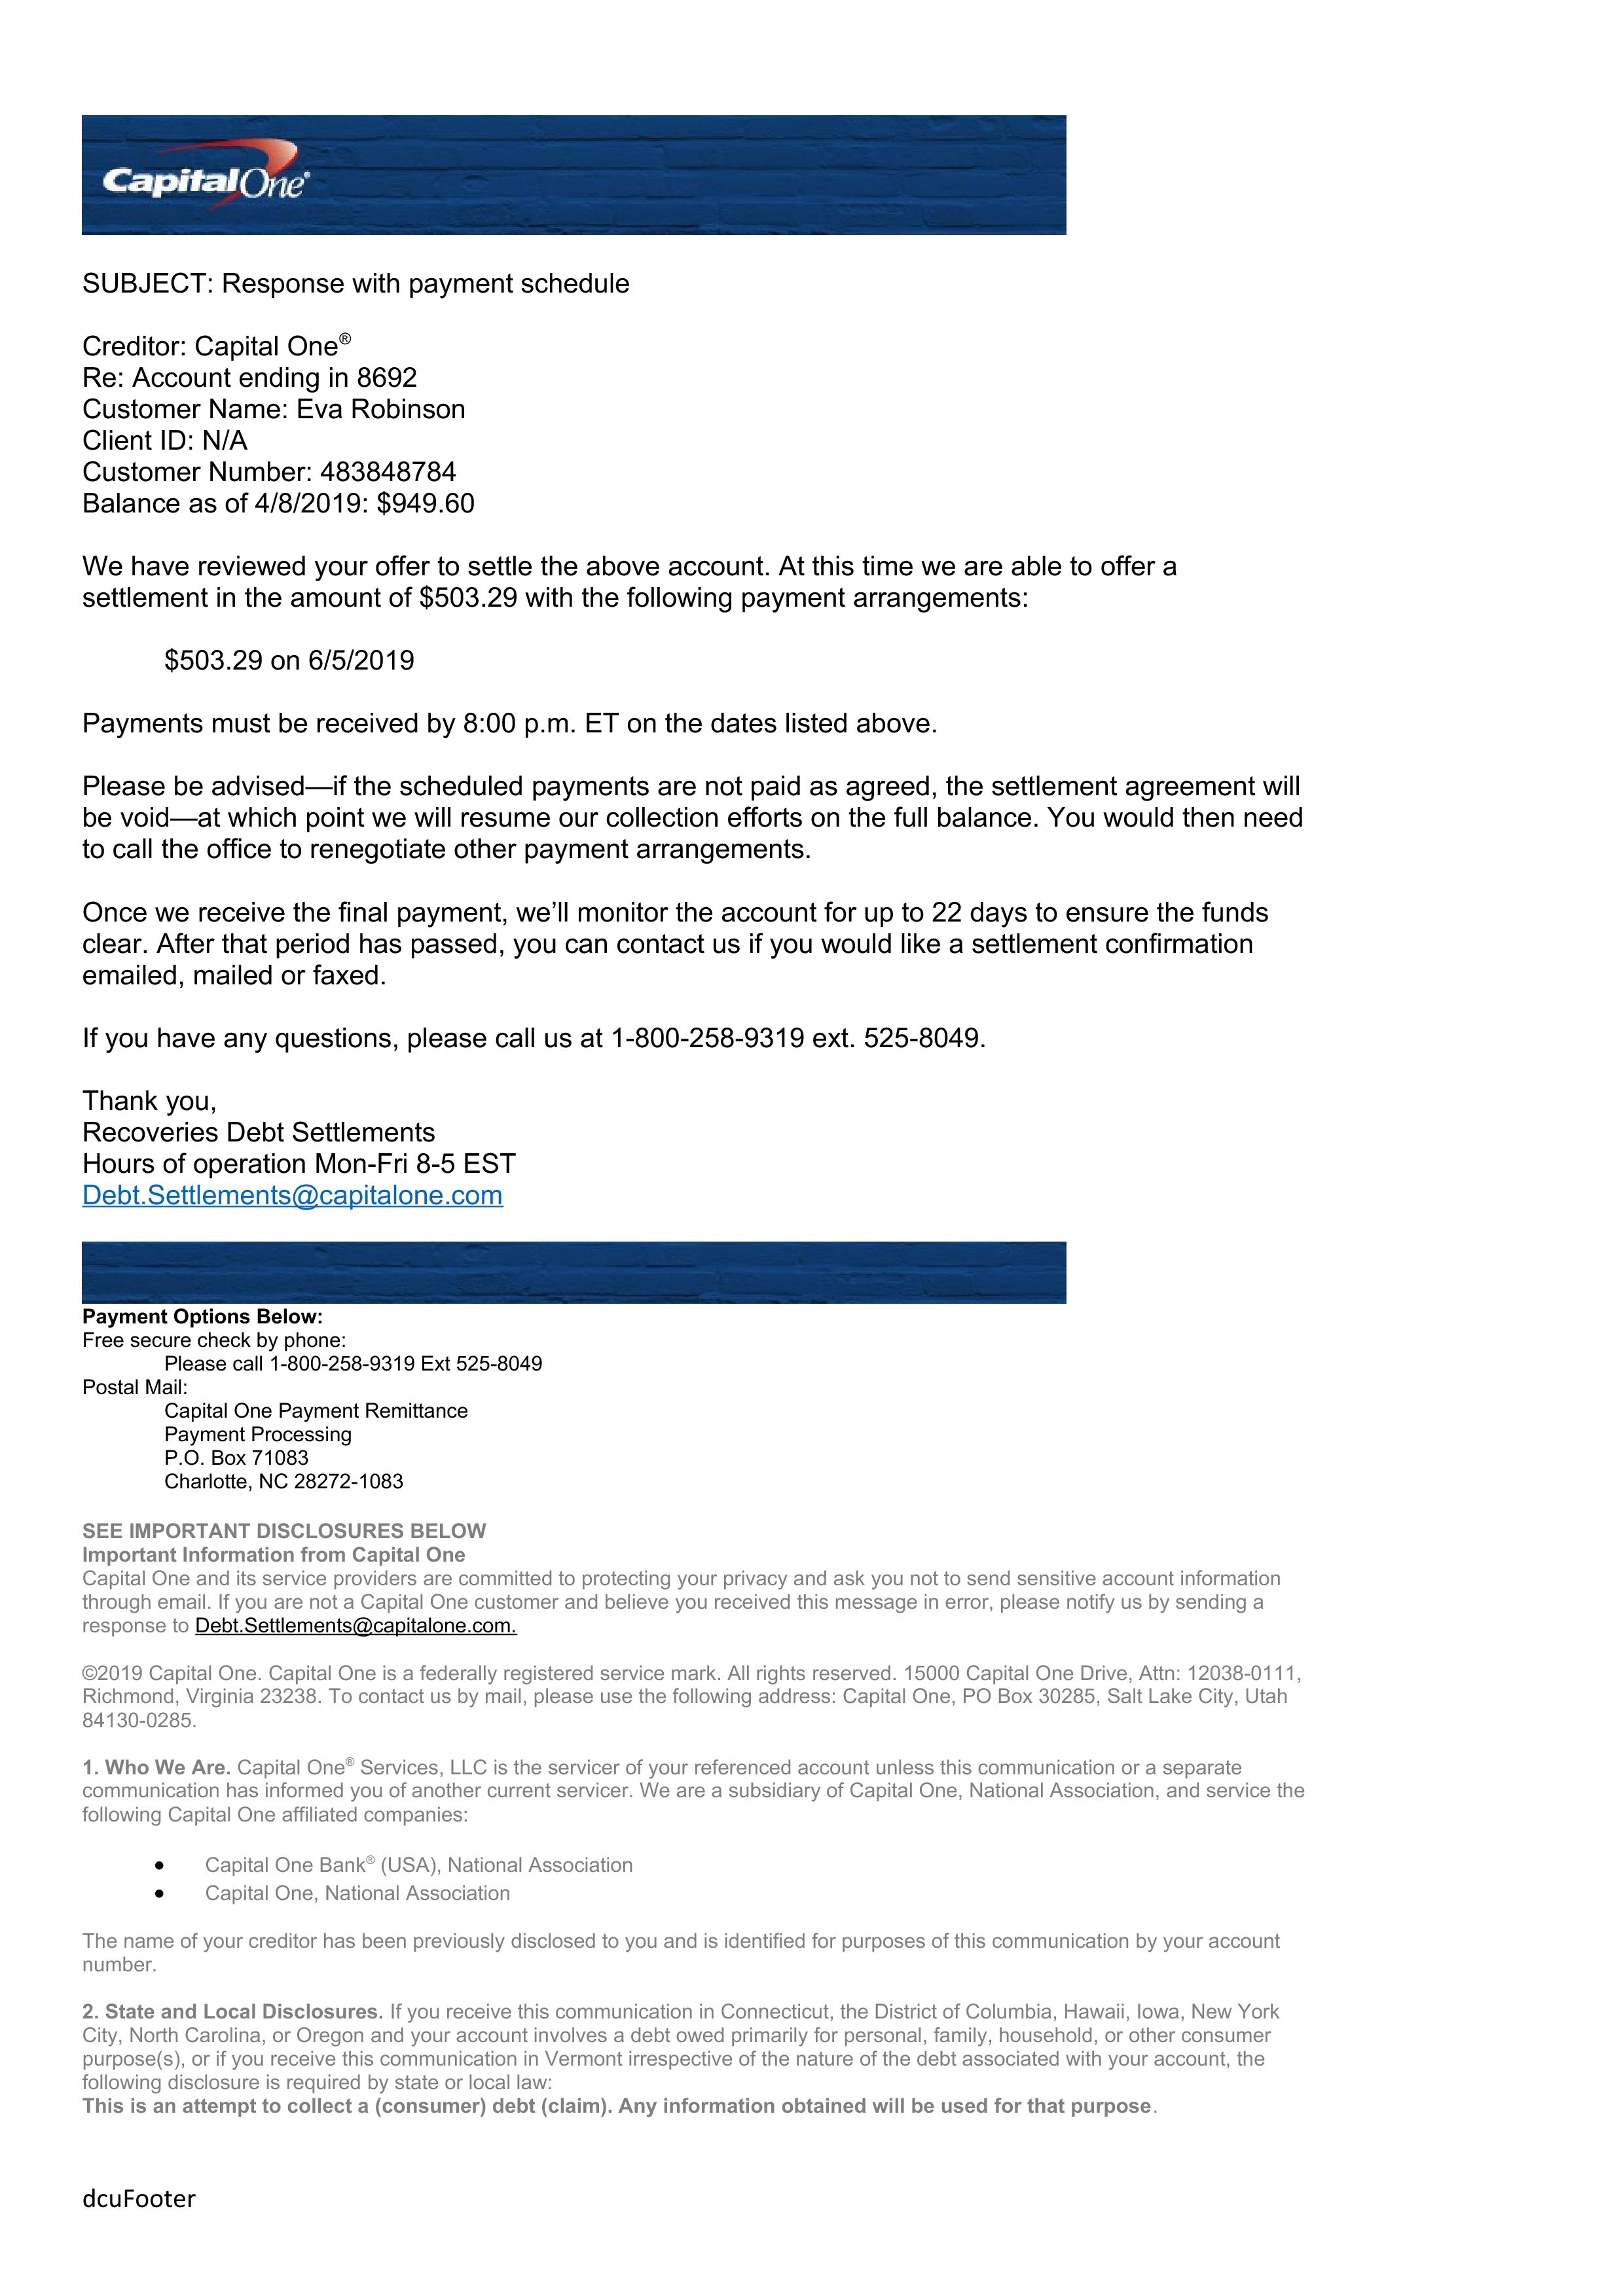 CapitalOne®
SUBJECT: Response with payment schedule
Creditor: Capital One®
Re: Account ending in 8692
Customer Name: Eva Robinson
Client ID: N/A
Customer Number: 483848784
Balance as of 4/8/2019: $949.60
We have reviewed your offer to settle the above account. At this time we are able to offer a
settlement in the amount of $503.29 with the following payment arrangements:
$503.29 on 6/5/2019
Payments must be received by 8:00 p.m. ET on the dates listed above.
Please be advised—if the scheduled payments are not paid as agreed, the settlement agreement will
be void—at which point we will resume our collection efforts on the full balance. You would then need
to call the office to renegotiate other payment arrangements.
Once we receive the final payment, we’ll monitor the account for up to 22 days to ensure the funds
clear. After that period has passed, you can contact us if you would like a settlement confirmation
emailed, mailed or faxed.
If you have any questions, please call us at 1-800-258-9319 ext. 525-8049.
Thank you,
Recoveries Debt Settlements
Hours of operation Mon-Fri 8-5 EST
Debt.Settlements@capitalone.com
Payment Options Below:
Free secure check by phone:
Please call 1-800-258-9319 Ext 525-8049
Postal Mail:
Capital One Payment Remittance
Payment Processing
P.O. Box 71083
Charlotte, NC 28272-1083
SEE IMPORTANT DISCLOSURES BELOW
Important Information from Capital One
Capital One and its service providers are committed to protecting your privacy and ask you not to send sensitive account information
through email. If you are not a Capital One customer and believe you received this message in error, please notify us by sending a
response to Debt.Settlements@capitalone.com.
©2019 Capital One. Capital One is a federally registered service mark. All rights reserved. 15000 Capital One Drive, Attn: 12038-0111,
Richmond, Virginia 23238. To contact us by mail, please use the following address: Capital One, PO Box 30285, Salt Lake City, Utah
84130-0285.
1. Who We Are. Capital One® Services, LLC is the servicer of your referenced account unless this communication or a separate
communication has informed you of another current servicer. We are a subsidiary of Capital One, National Association, and service the
following Capital One affiliated companies:
• Capital One Bank® (USA), National Association
• Capital One, National Association
The name of your creditor has been previously disclosed to you and is identified for purposes of this communication by your account
number.
2. State and Local Disclosures. If you receive this communication in Connecticut, the District of Columbia, Hawaii, Iowa, New York
City, North Carolina, or Oregon and your account involves a debt owed primarily for personal, family, household, or other consumer
purpose(s), or if you receive this communication in Vermont irrespective of the nature of the debt associated with your account, the
following disclosure is required by state or local law:
This is an attempt to collect a (consumer) debt (claim). Any information obtained will be used for that purpose.
dcuFooter